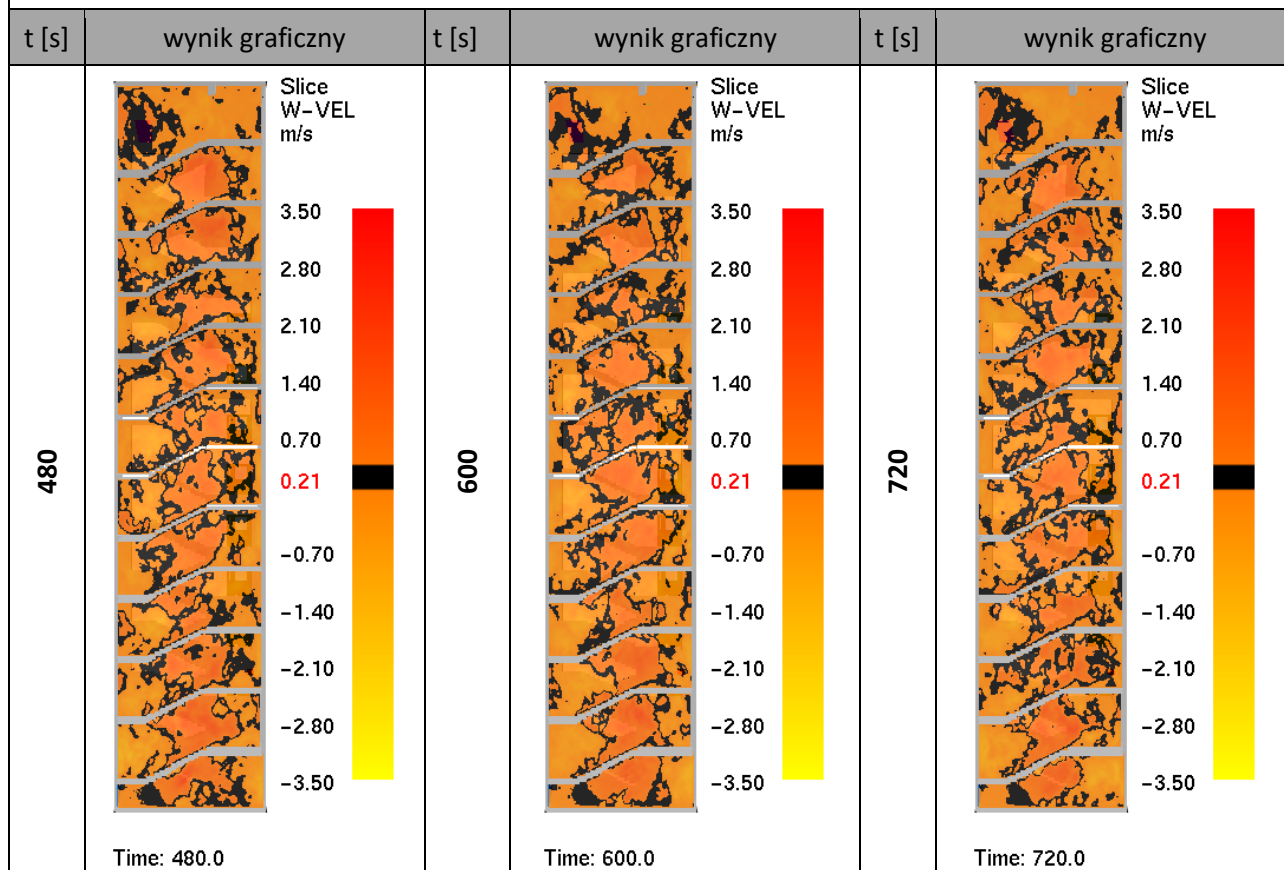 t [s] wynik graficzny t [s] wynik graficzny t [s] wynik graficzny
480
Slice
W-VEL
m/s
3.50
2.80
2.10
1.40
0.70
0.21
-0.70
-1.40
-2.10
-2.80
-3.50
Time: 480.0
600
Slice
W-VEL
m/s
3.50
2.80
2.10
1.40
0.70
0.21
-0.70
-1.40
-2.10
-2.80
-3.50
Time: 600.0
720
Slice
W-VEL
m/s
3.50
2.80
2.10
1.40
0.70
0.21
-0.70
-1.40
-2.10
-2.80
-3.50
Time: 720.0